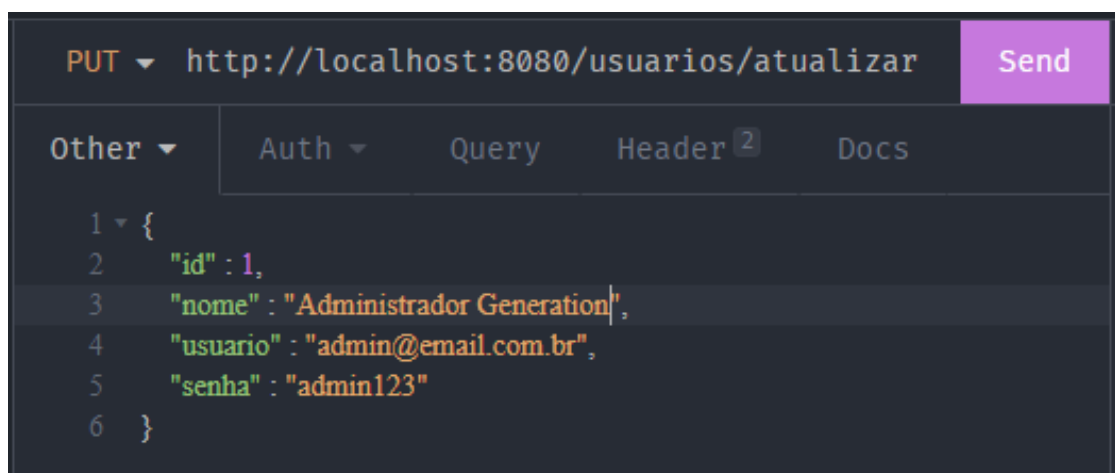 PUT http://localhost:8080/usuarios/atualizar Send
Other Auth Query Header 2 Docs
1 {
2 "id" : 1,
3 "nome" : "Administrador Generation",
4 "usuario" : "admin@email.com.br",
5 "senha" : "admin123"
6 }